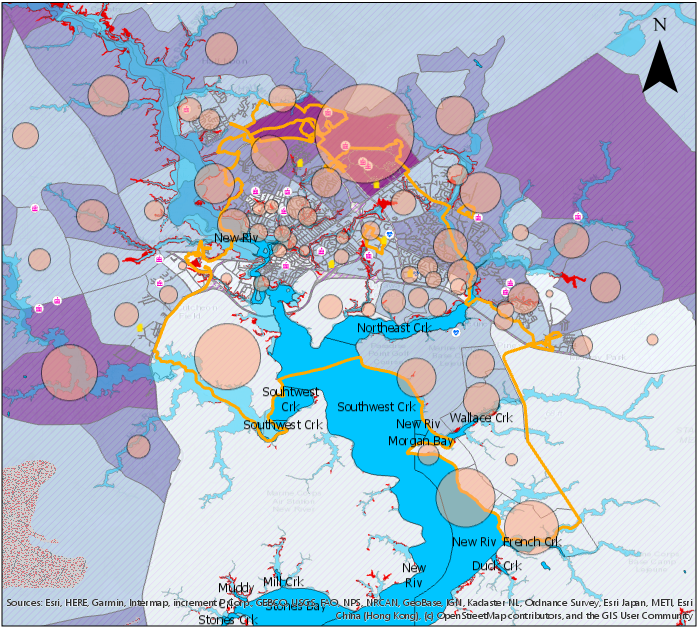 N
New Riv
Northeast Crk
Southwest
Crk
Southwest Crk
Southwest Crk
New Riv
Wallace Crk
Morgan Bay
New Riv
French Crk
Duck Crk
New
Riv
Mill Crk
Muddy
Crk
Stones Bay
Stones Crk
Sources: Esri, HERE, Garmin, Intermap, increment P Corp., GEBCO, USGS, FAO, NPS, NRCAN, GeoBase, IGN, Kadaster NL, Ordnance Survey, Esri Japan, METI, Esri
China (Hong Kong), (c) OpenStreetMap contributors, and the GIS User Community